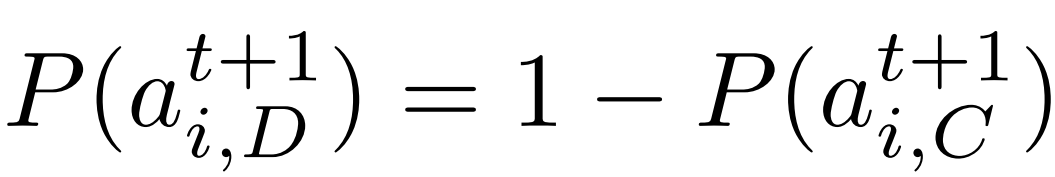 P(a_{i,D}^{t+1}) = 1 - P(a_{i,C}^{t+1})